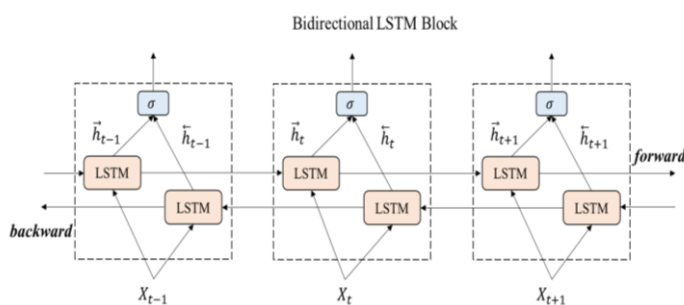 Bidirectional LSTM Block
σ σ σ
h⃗ₜ₋₁ h⃖ₜ₋₁ h⃗ₜ h⃖ₜ h⃗ₜ₊₁ h⃖ₜ₊₁
forward
LSTM LSTM LSTM
LSTM LSTM LSTM
backward
Xₜ₋₁ Xₜ Xₜ₊₁